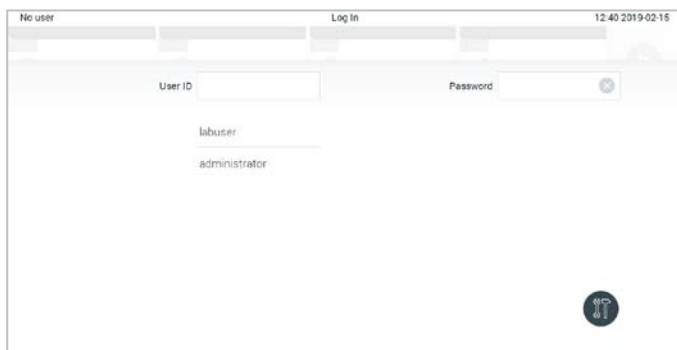 No user Log In 12:40 2019-02-15
User ID Password
labuser
administrator